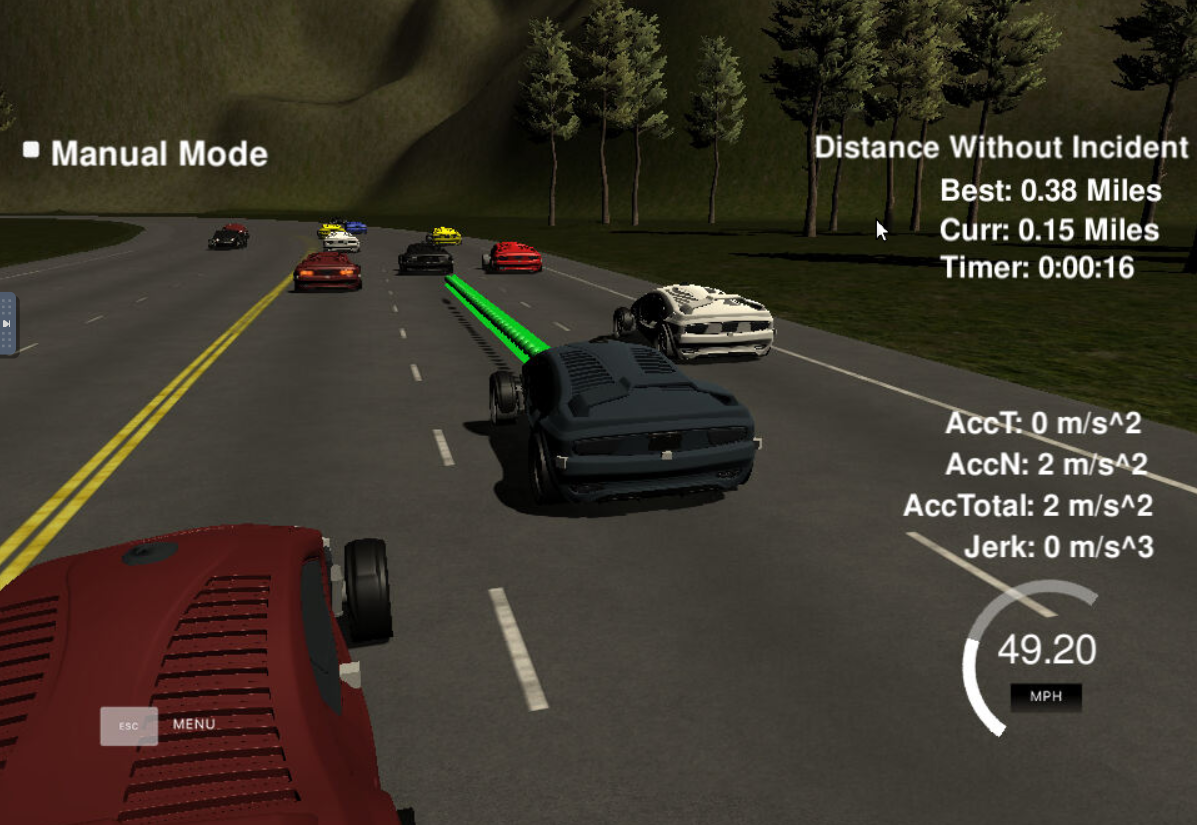 Manual Mode
Distance Without Incident
Best: 0.38 Miles
Curr: 0.15 Miles
Timer: 0:00:16
AccT: 0 m/s^2
AccN: 2 m/s^2
AccTotal: 2 m/s^2
Jerk: 0 m/s^3
49.20
MPH
ESC MENU